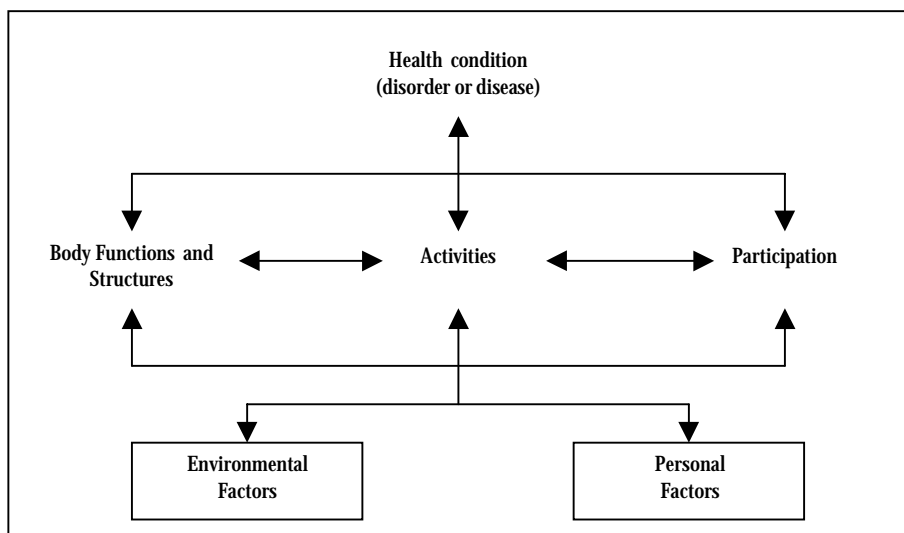 Health condition
(disorder or disease)
Body Functions and
Structures
Activities
Participation
Environmental
Factors
Personal
Factors